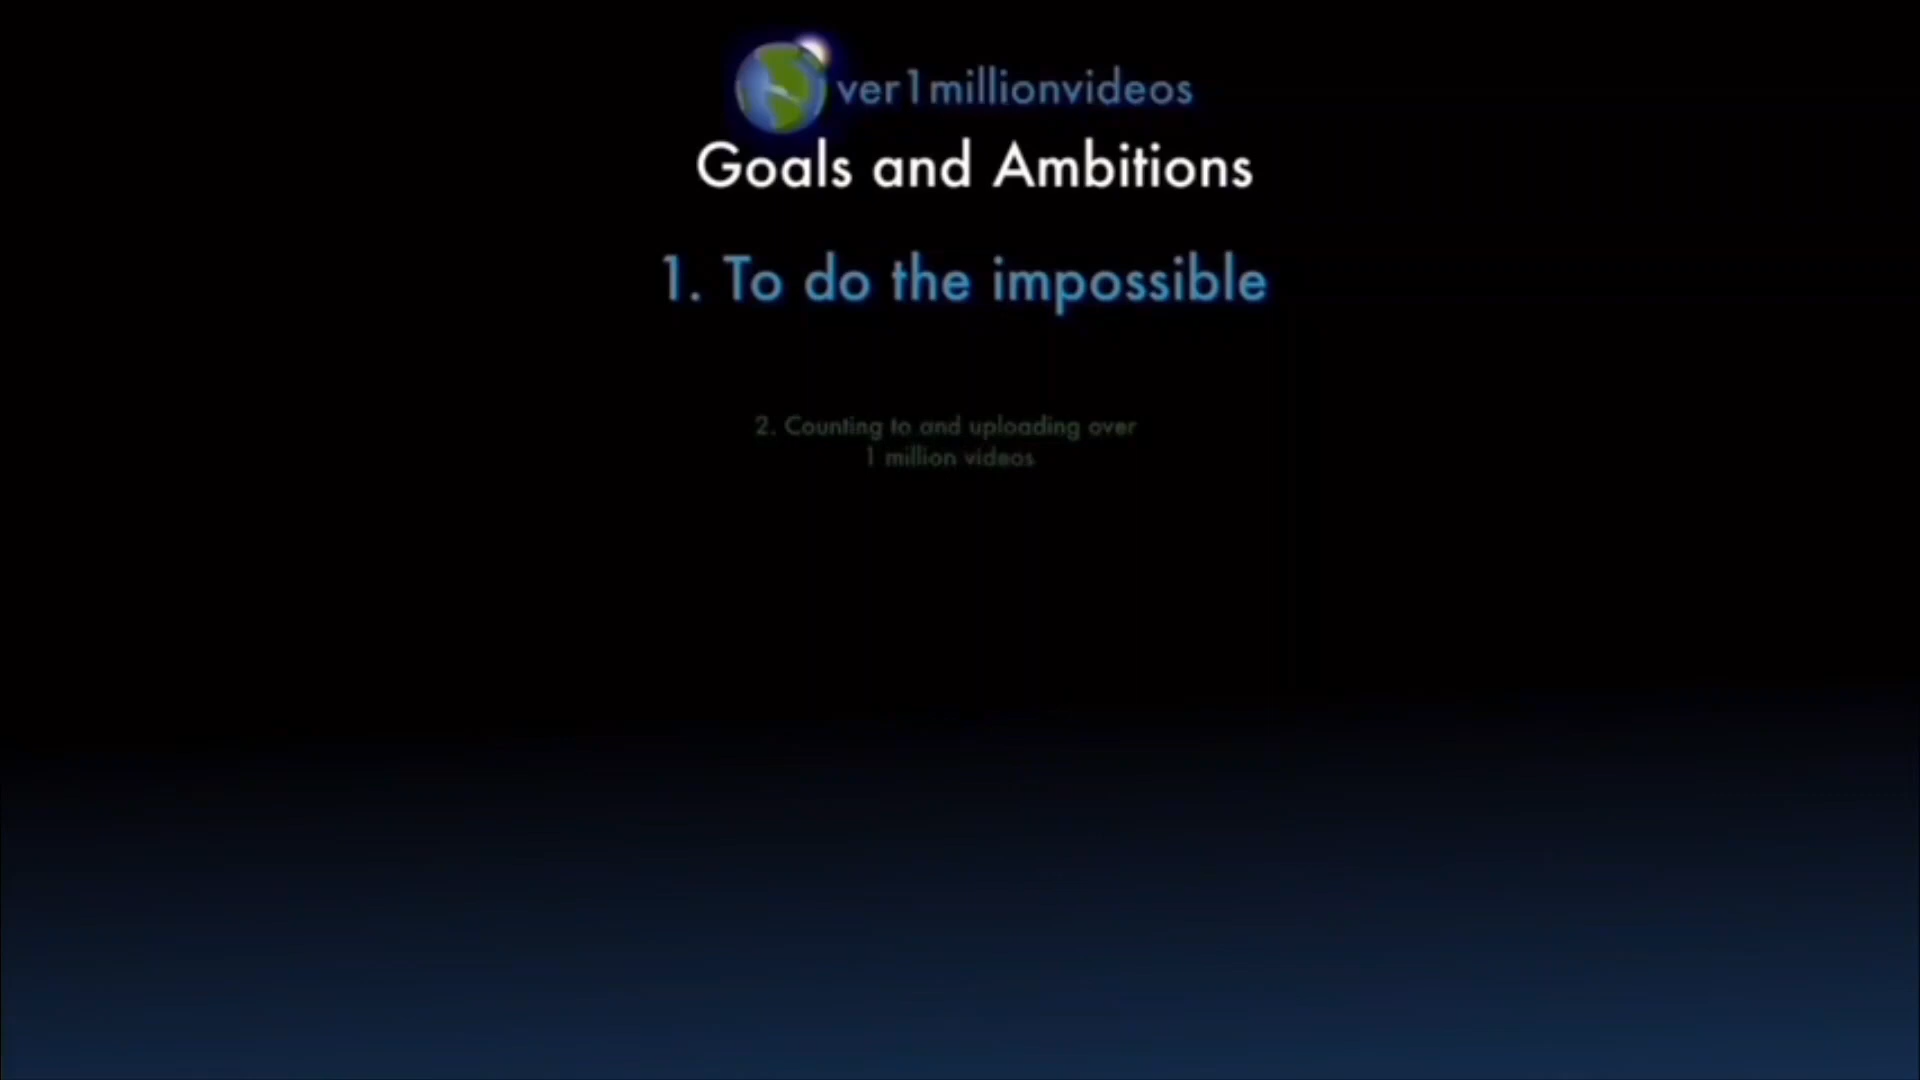 ver1millionvideos
Goals and Ambitions
1. To do the impossible
2. Counting to and uploading over
1 million videos